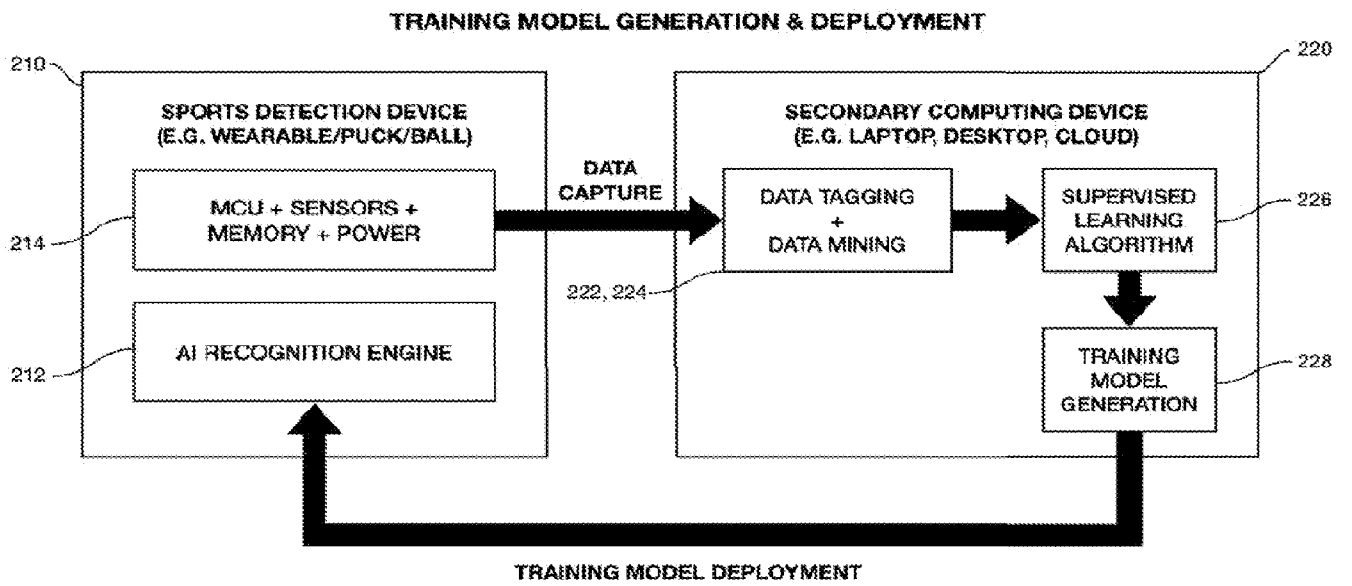 TRAINING MODEL GENERATION & DEPLOYMENT
210
220
SPORTS DETECTION DEVICE
(E.G. WEARABLE/PUCK/BALL)
SECONDARY COMPUTING DEVICE
(E.G. LAPTOP, DESKTOP, CLOUD)
MCU + SENSORS +
MEMORY + POWER
214
DATA
CAPTURE
DATA TAGGING
+
DATA MINING
222, 224
SUPERVISED
LEARNING
ALGORITHM
226
AI RECOGNITION ENGINE
212
TRAINING
MODEL
GENERATION
228
TRAINING MODEL DEPLOYMENT